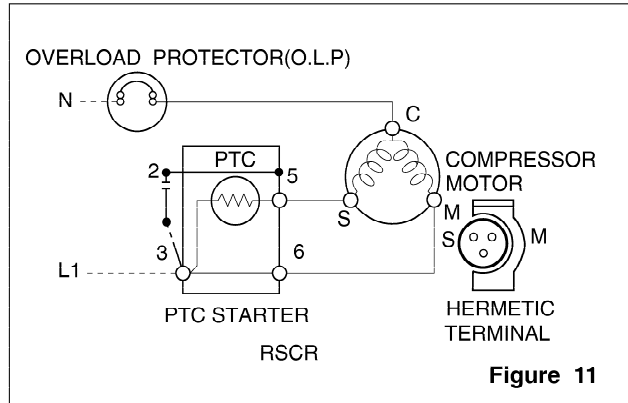 OVERLOAD PROTECTOR(O.L.P)
N
C
2
PTC
5
COMPRESSOR
MOTOR
S
M
S
M
3
6
L1
PTC STARTER
HERMETIC
TERMINAL
RSCR
Figure 11